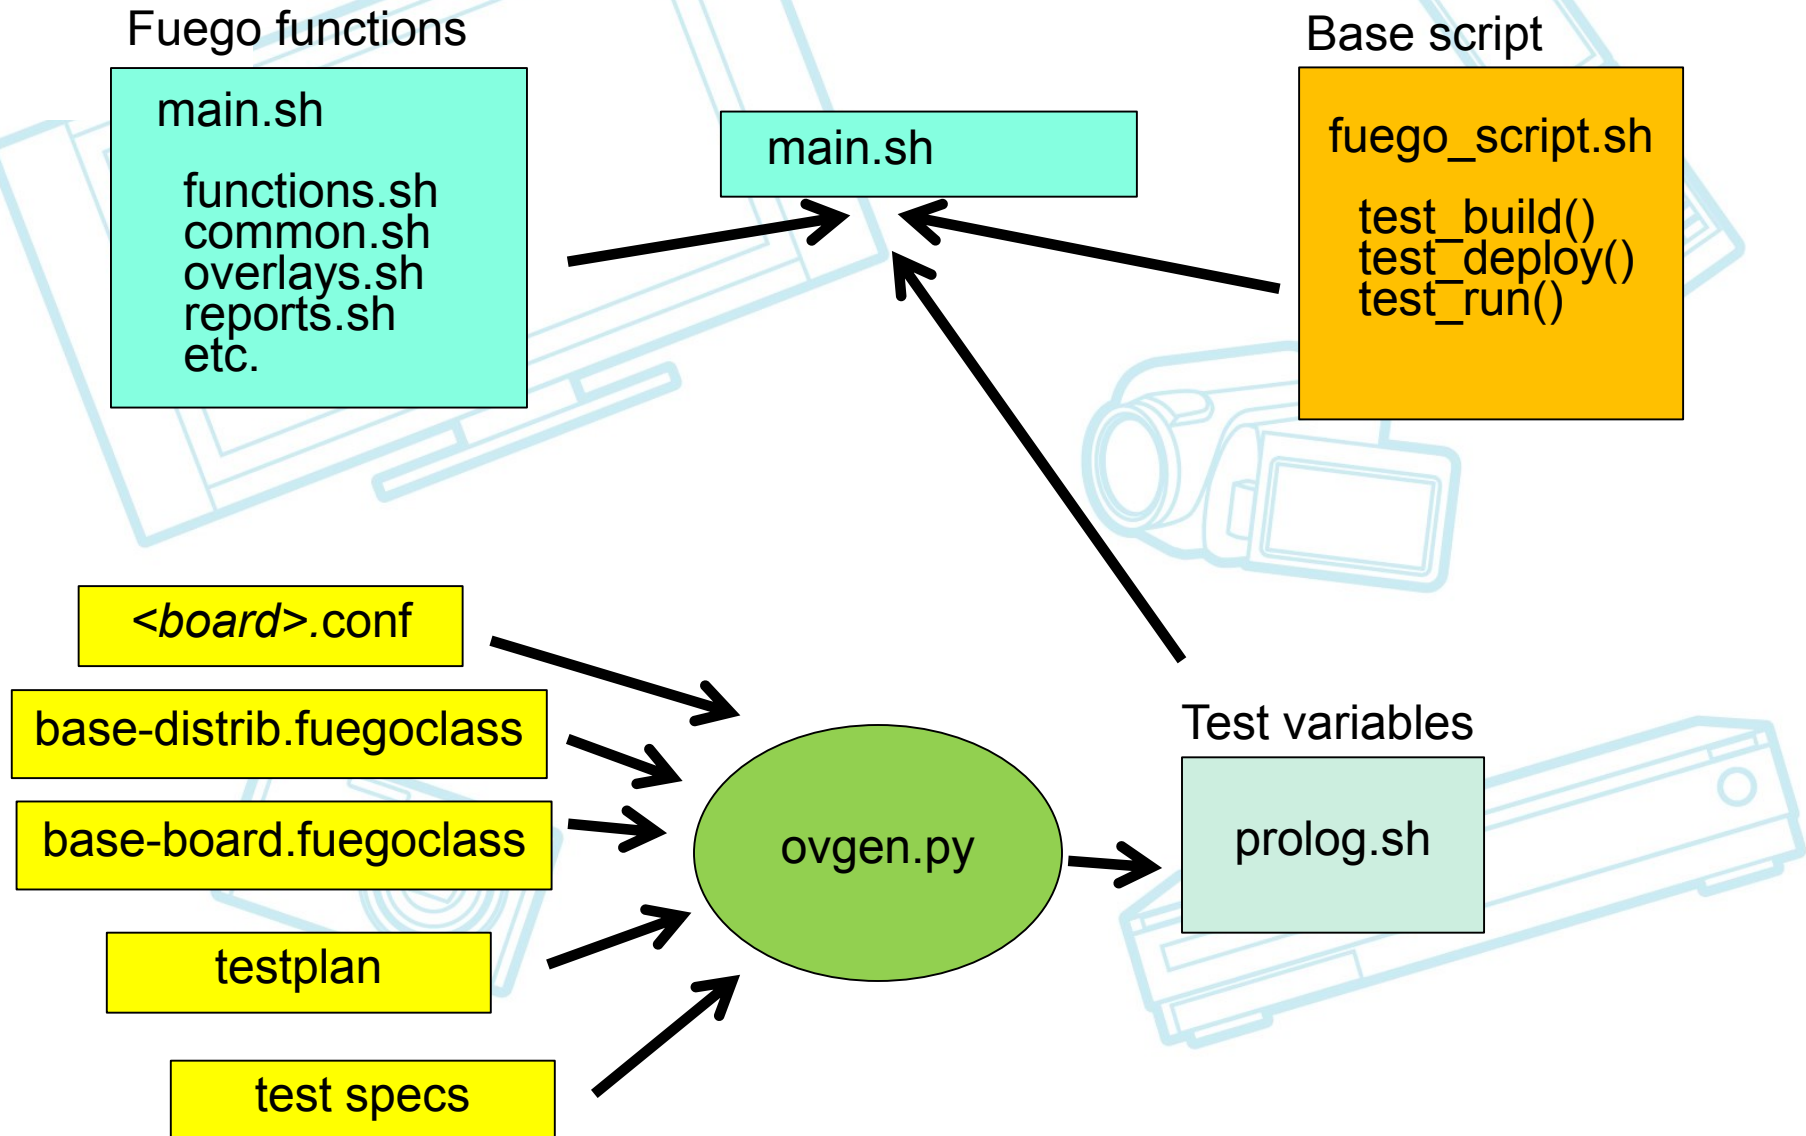 Fuego functions
main.sh
functions.sh
common.sh
overlays.sh
reports.sh
etc.
main.sh
Base script
fuego_script.sh
test_build()
test_deploy()
test_run()
<board>.conf
base-distrib.fuegoclass
base-board.fuegoclass
testplan
test specs
ovgen.py
Test variables
prolog.sh